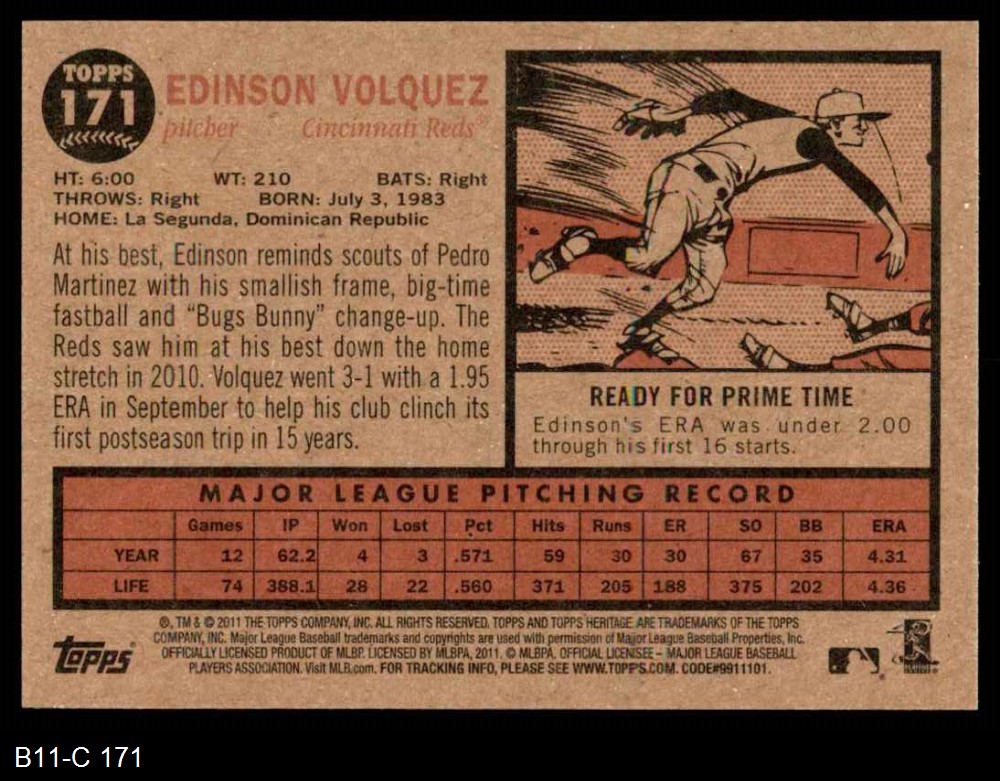 TOPPS
171
EDINSON VOLQUEZ
pitcher Cincinnati Reds®
HT: 6:00 WT: 210 BATS: Right
THROWS: Right BORN: July 3, 1983
HOME: La Segunda, Dominican Republic
At his best, Edinson reminds scouts of Pedro
Martinez with his smallish frame, big-time
fastball and “Bugs Bunny” change-up. The
Reds saw him at his best down the home
stretch in 2010. Volquez went 3-1 with a 1.95
ERA in September to help his club clinch its
first postseason trip in 15 years.
READY FOR PRIME TIME
Edinson's ERA was under 2.00
through his first 16 starts.
MAJOR LEAGUE PITCHING RECORD
Games IP Won Lost Pct Hits Runs ER SO BB ERA
YEAR 12 62.2 4 3 .571 59 30 30 67 35 4.31
LIFE 74 388.1 28 22 .560 371 205 188 375 202 4.36
®, TM & © 2011 THE TOPPS COMPANY, INC. ALL RIGHTS RESERVED. TOPPS AND TOPPS HERITAGE ARE TRADEMARKS OF THE TOPPS
COMPANY, INC. Major League Baseball trademarks and copyrights are used with permission of Major League Baseball Properties, Inc.
OFFICIALLY LICENSED PRODUCT OF MLBP. LICENSED BY MLBPA, 2011. © MLBPA. OFFICIAL LICENSEE – MAJOR LEAGUE BASEBALL
PLAYERS ASSOCIATION. Visit MLB.com. FOR TRACKING INFO, PLEASE SEE WWW.TOPPS.COM. CODE#9911101.
topps®
B11-C 171